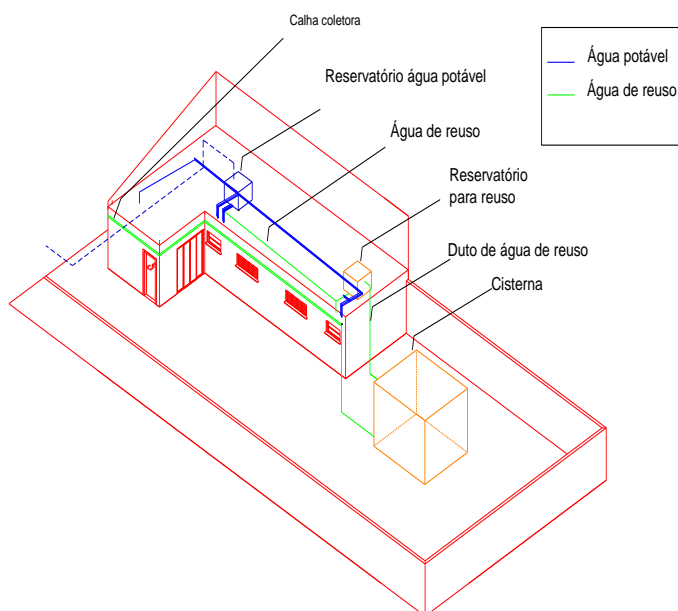 Calha coletora
Reservatório água potável
Água de reuso
Reservatório
para reuso
Duto de água de reuso
Cisterna
Água potável
Água de reuso